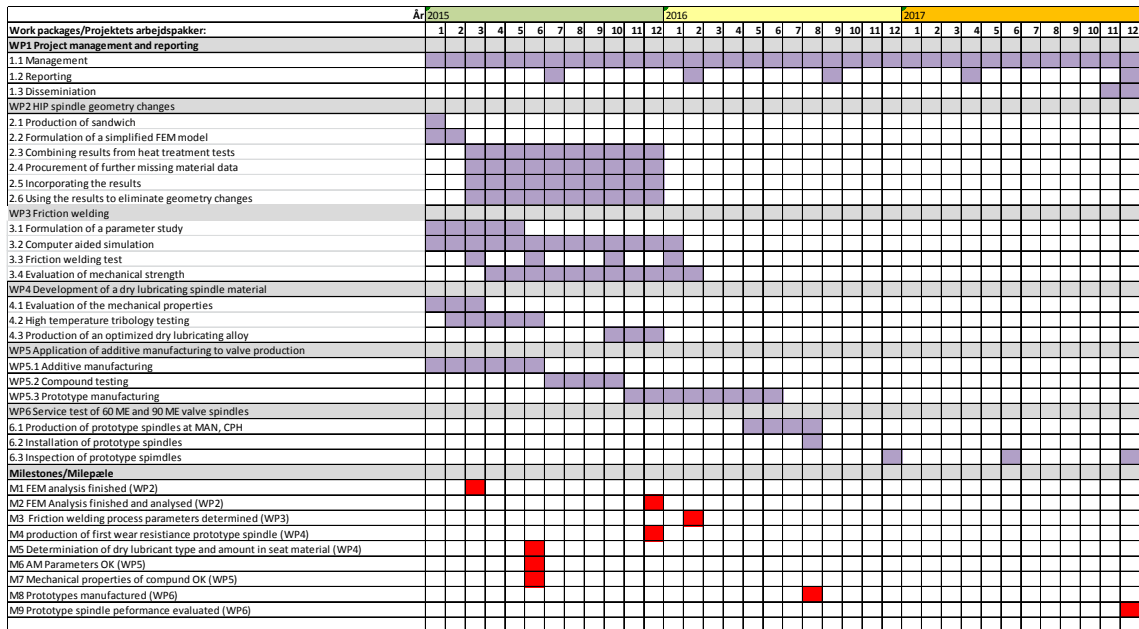 År 2015 2016 2017
Work packages/Projektets arbejdspakker: 1 2 3 4 5 6 7 8 9 10 11 12 1 2 3 4 5 6 7 8 9 10 11 12 1 2 3 4 5 6 7 8 9 10 11 12
WP1 Project management and reporting
1.1 Management
1.2 Reporting
1.3 Disseminiation
WP2 HIP spindle geometry changes
2.1 Production of sandwich
2.2 Formulation of a simplified FEM model
2.3 Combining results from heat treatment tests
2.4 Procurement of further missing material data
2.5 Incorporating the results
2.6 Using the results to eliminate geometry changes
WP3 Friction welding
3.1 Formulation of a parameter study
3.2 Computer aided simulation
3.3 Friction welding test
3.4 Evaluation of mechanical strength
WP4 Development of a dry lubricating spindle material
4.1 Evaluation of the mechanical properties
4.2 High temperature tribology testing
4.3 Production of an optimized dry lubricating alloy
WP5 Application of additive manufacturing to valve production
WP5.1 Additive manufacturing
WP5.2 Compound testing
WP5.3 Prototype manufacturing
WP6 Service test of 60 ME and 90 ME valve spindles
6.1 Production of prototype spindles at MAN, CPH
6.2 Installation of prototype spindles
6.3 Inspection of prototype spimdles
Milestones/Milepæle
M1 FEM analysis finished (WP2)
M2 FEM Analysis finished and analysed (WP2)
M3 Friction welding process parameters determined (WP3)
M4 production of first wear resistiance prototype spindle (WP4)
M5 Determiniation of dry lubricant type and amount in seat material (WP4)
M6 AM Parameters OK (WP5)
M7 Mechanical properties of compund OK (WP5)
M8 Prototypes manufactured (WP6)
M9 Prototype spindle peformance evaluated (WP6)